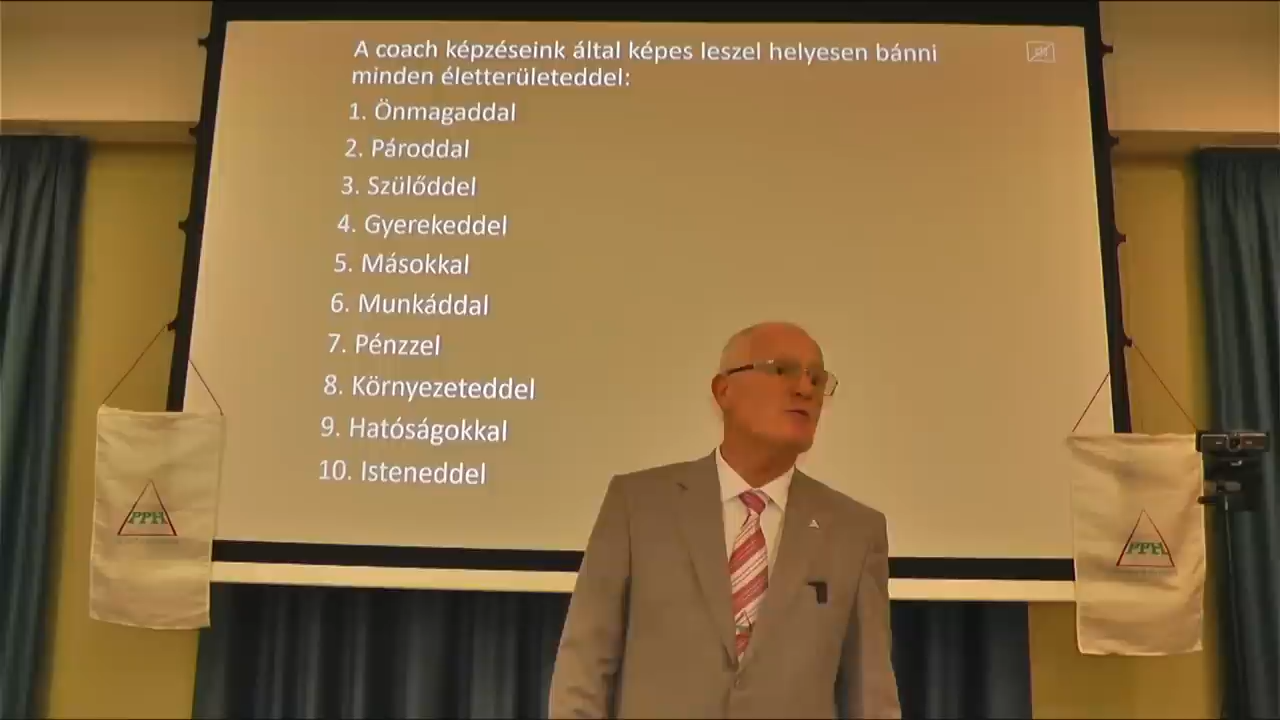 A coach képzéseink által képes leszel helyesen bánni
minden életterületeddel:
1. Önmagaddal
2. Pároddal
3. Szülőddel
4. Gyerekeddel
5. Másokkal
6. Munkáddal
7. Pénzzel
8. Környezeteddel
9. Hatóságokkal
10. Isteneddel
PPH
PPH